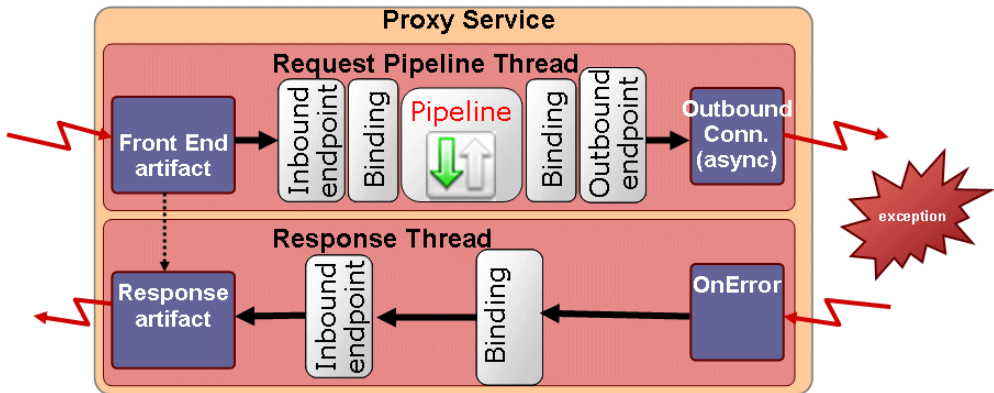 Proxy Service
Request Pipeline Thread
Front End
artifact
Inbound
endpoint
Binding
Pipeline
Binding
Outbound
endpoint
Outbound
Conn.
(async)
exception
Response Thread
Response
artifact
Inbound
endpoint
Binding
OnError